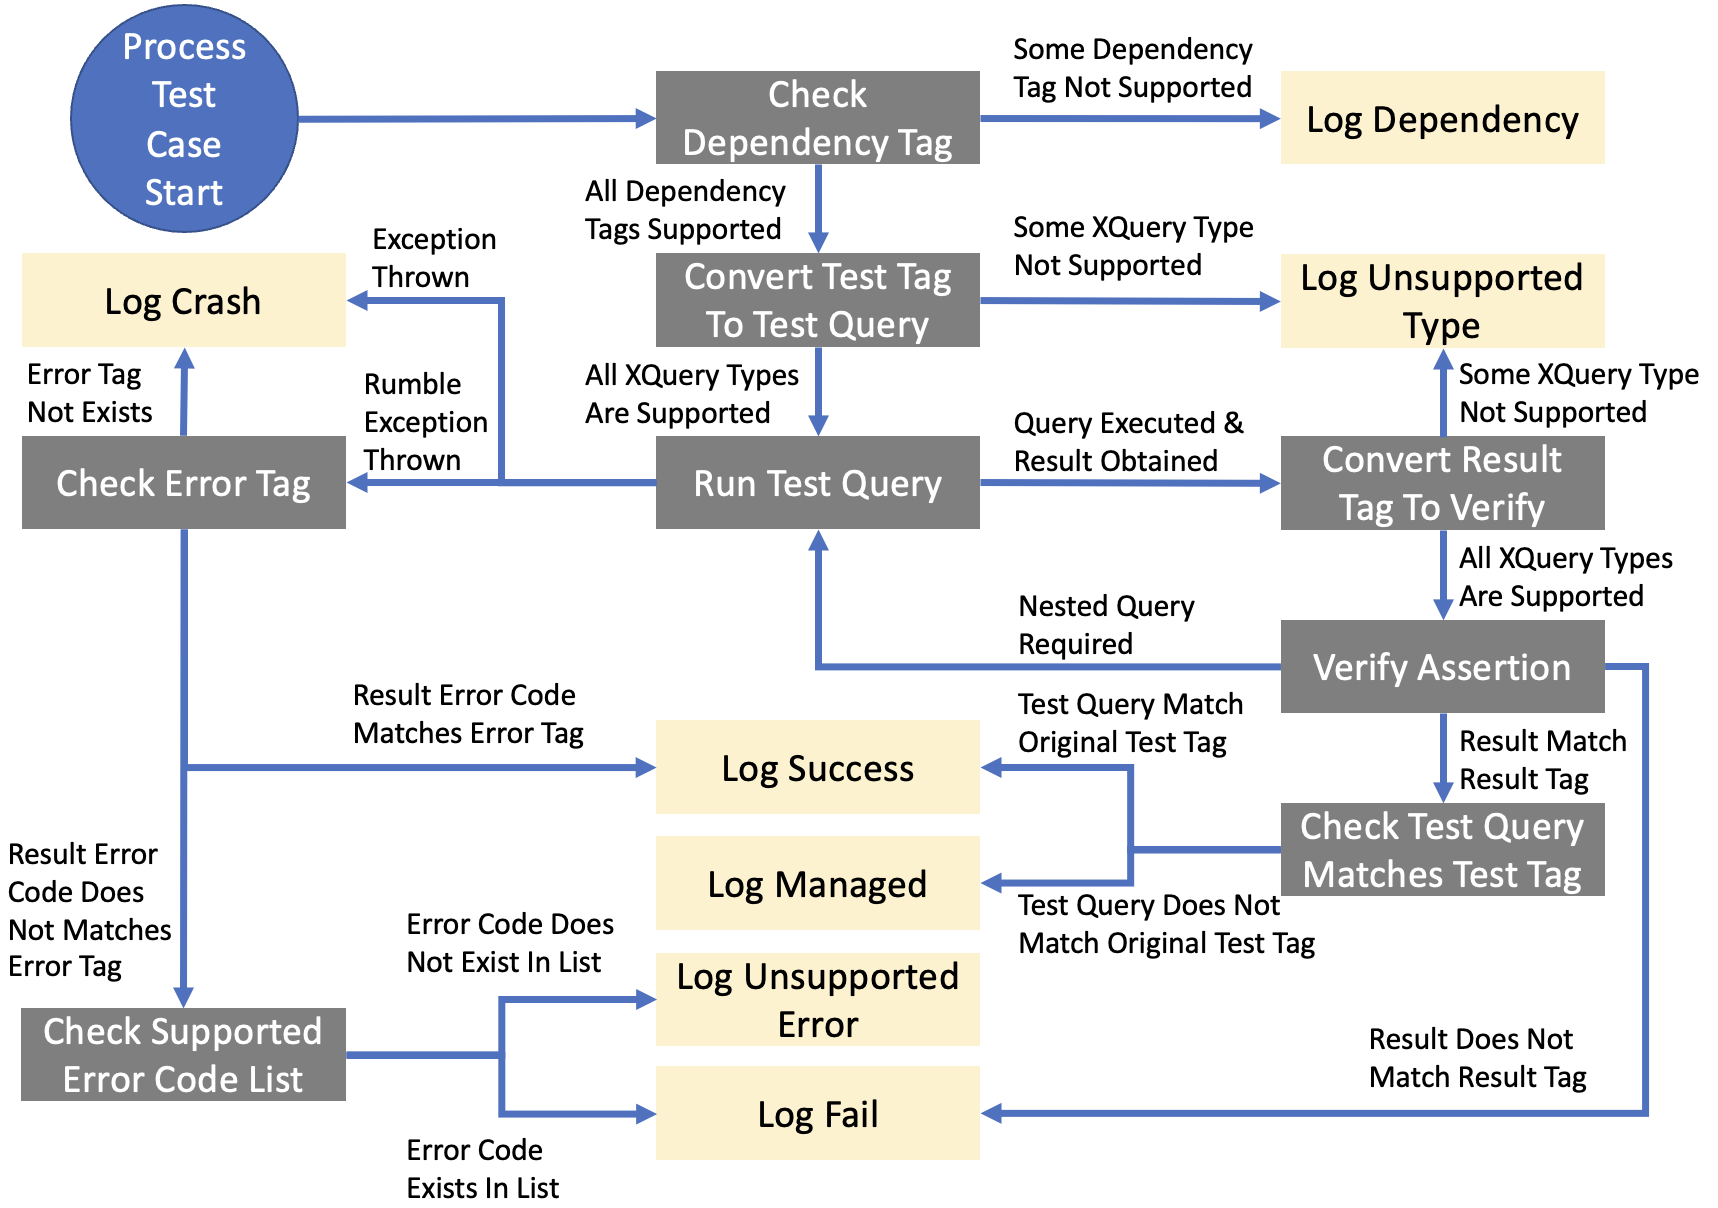 Process
Test
Case
Start
Check
Dependency Tag
Some Dependency
Tag Not Supported
Log Dependency
All Dependency
Tags Supported
Exception
Thrown
Some XQuery Type
Not Supported
Log Crash
Convert Test Tag
To Test Query
Log Unsupported
Type
Error Tag
Not Exists
Rumble
Exception
Thrown
All XQuery Types
Are Supported
Query Executed &
Result Obtained
Some XQuery Type
Not Supported
Check Error Tag
Run Test Query
Convert Result
Tag To Verify
All XQuery Types
Are Supported
Nested Query
Required
Verify Assertion
Result Error Code
Matches Error Tag
Test Query Match
Original Test Tag
Result Match
Result Tag
Log Success
Check Test Query
Matches Test Tag
Result Error
Code Does
Not Matches
Error Tag
Log Managed
Test Query Does Not
Match Original Test Tag
Error Code Does
Not Exist In List
Log Unsupported
Error
Check Supported
Error Code List
Result Does Not
Match Result Tag
Log Fail
Error Code
Exists In List